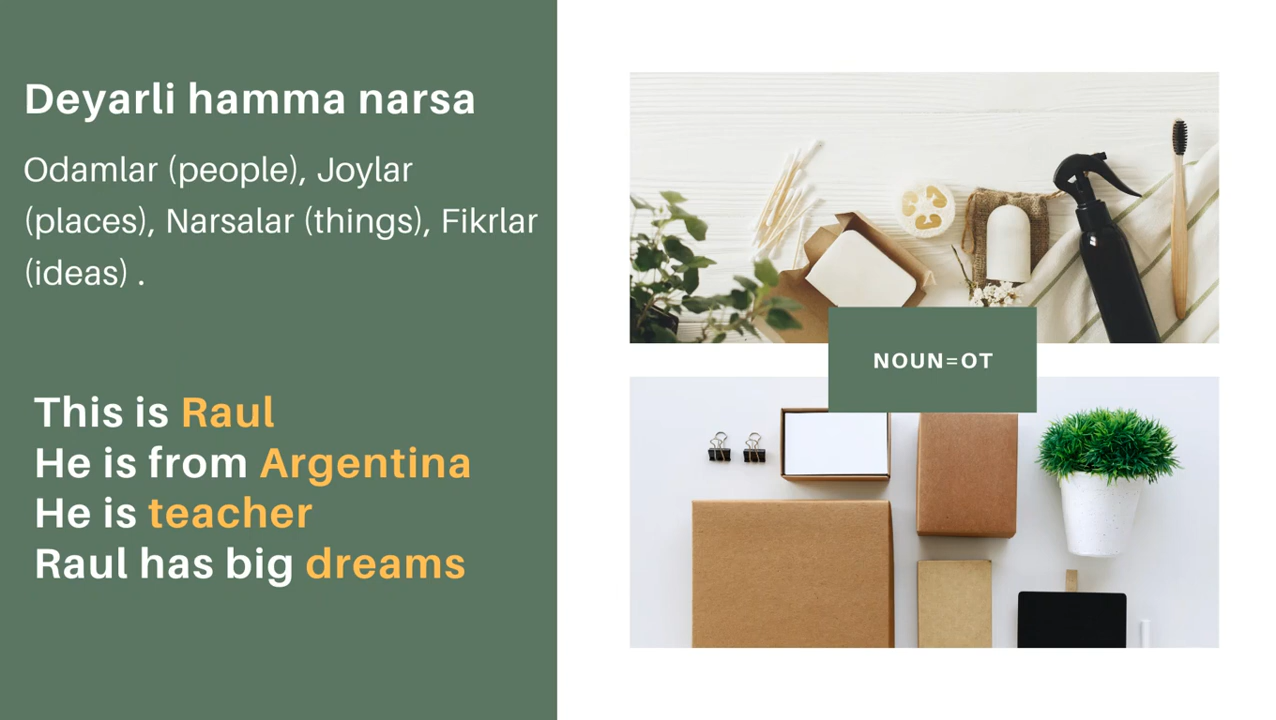 Deyarli hamma narsa
Odamlar (people), Joylar
(places), Narsalar (things), Fikrlar
(ideas) .
This is Raul
He is from Argentina
He is teacher
Raul has big dreams
NOUN=OT